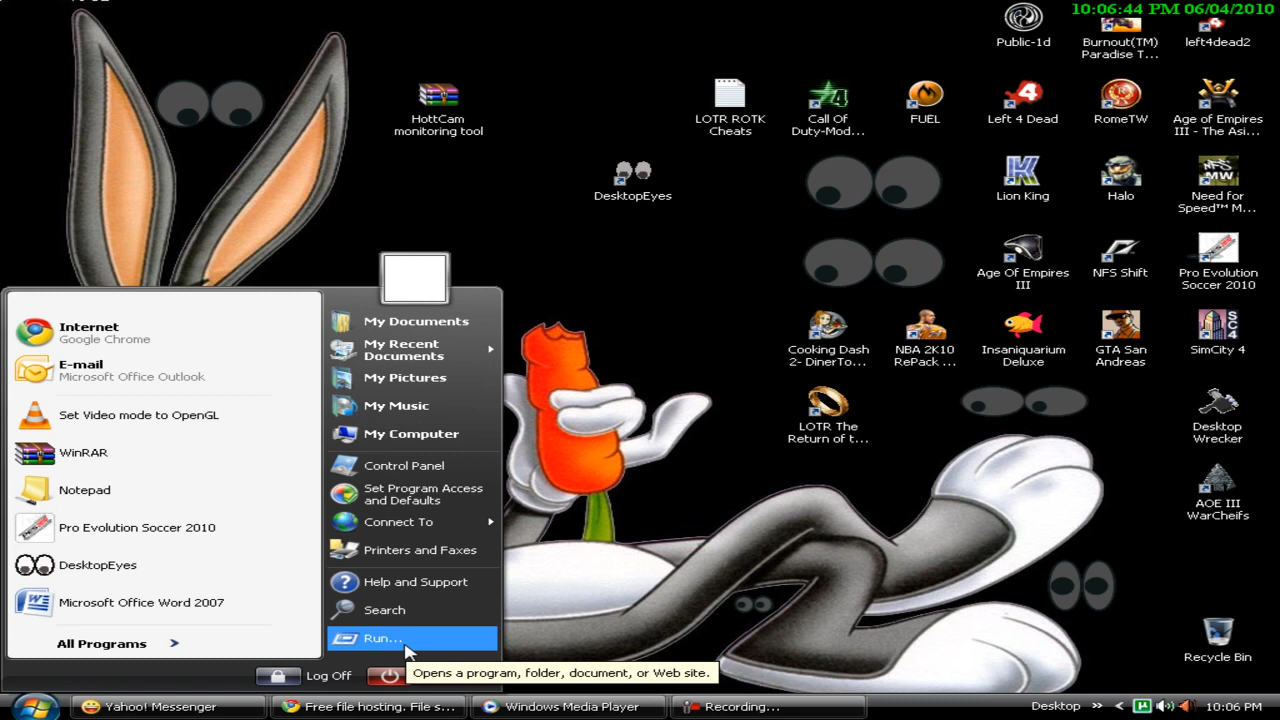 10:06:44 PM 06/04/2010
Public-1d
Burnout(TM)
Paradise T...
left4dead2
HottCam
monitoring tool
LOTR ROTK
Cheats
Call Of
Duty-Mod...
FUEL
Left 4 Dead
RomeTW
Age of Empires
III - The Asi...
DesktopEyes
Lion King
Halo
Need for
Speed™ M...
Age Of Empires
III
NFS Shift
Pro Evolution
Soccer 2010
Cooking Dash
2- DinerTo...
NBA 2K10
RePack ...
Insaniquarium
Deluxe
GTA San
Andreas
SimCity 4
LOTR The
Return of t...
Desktop
Wrecker
AOE III
WarCheifs
Recycle Bin
Internet
Google Chrome
E-mail
Microsoft Office Outlook
Set Video mode to OpenGL
WinRAR
Notepad
Pro Evolution Soccer 2010
DesktopEyes
Microsoft Office Word 2007
All Programs
My Documents
My Recent
Documents
My Pictures
My Music
My Computer
Control Panel
Set Program Access
and Defaults
Connect To
Printers and Faxes
Help and Support
Search
Run...
Log Off
Opens a program, folder, document, or Web site.
Yahoo! Messenger
Free file hosting. File s...
Windows Media Player
Recording...
Desktop
10:06 PM